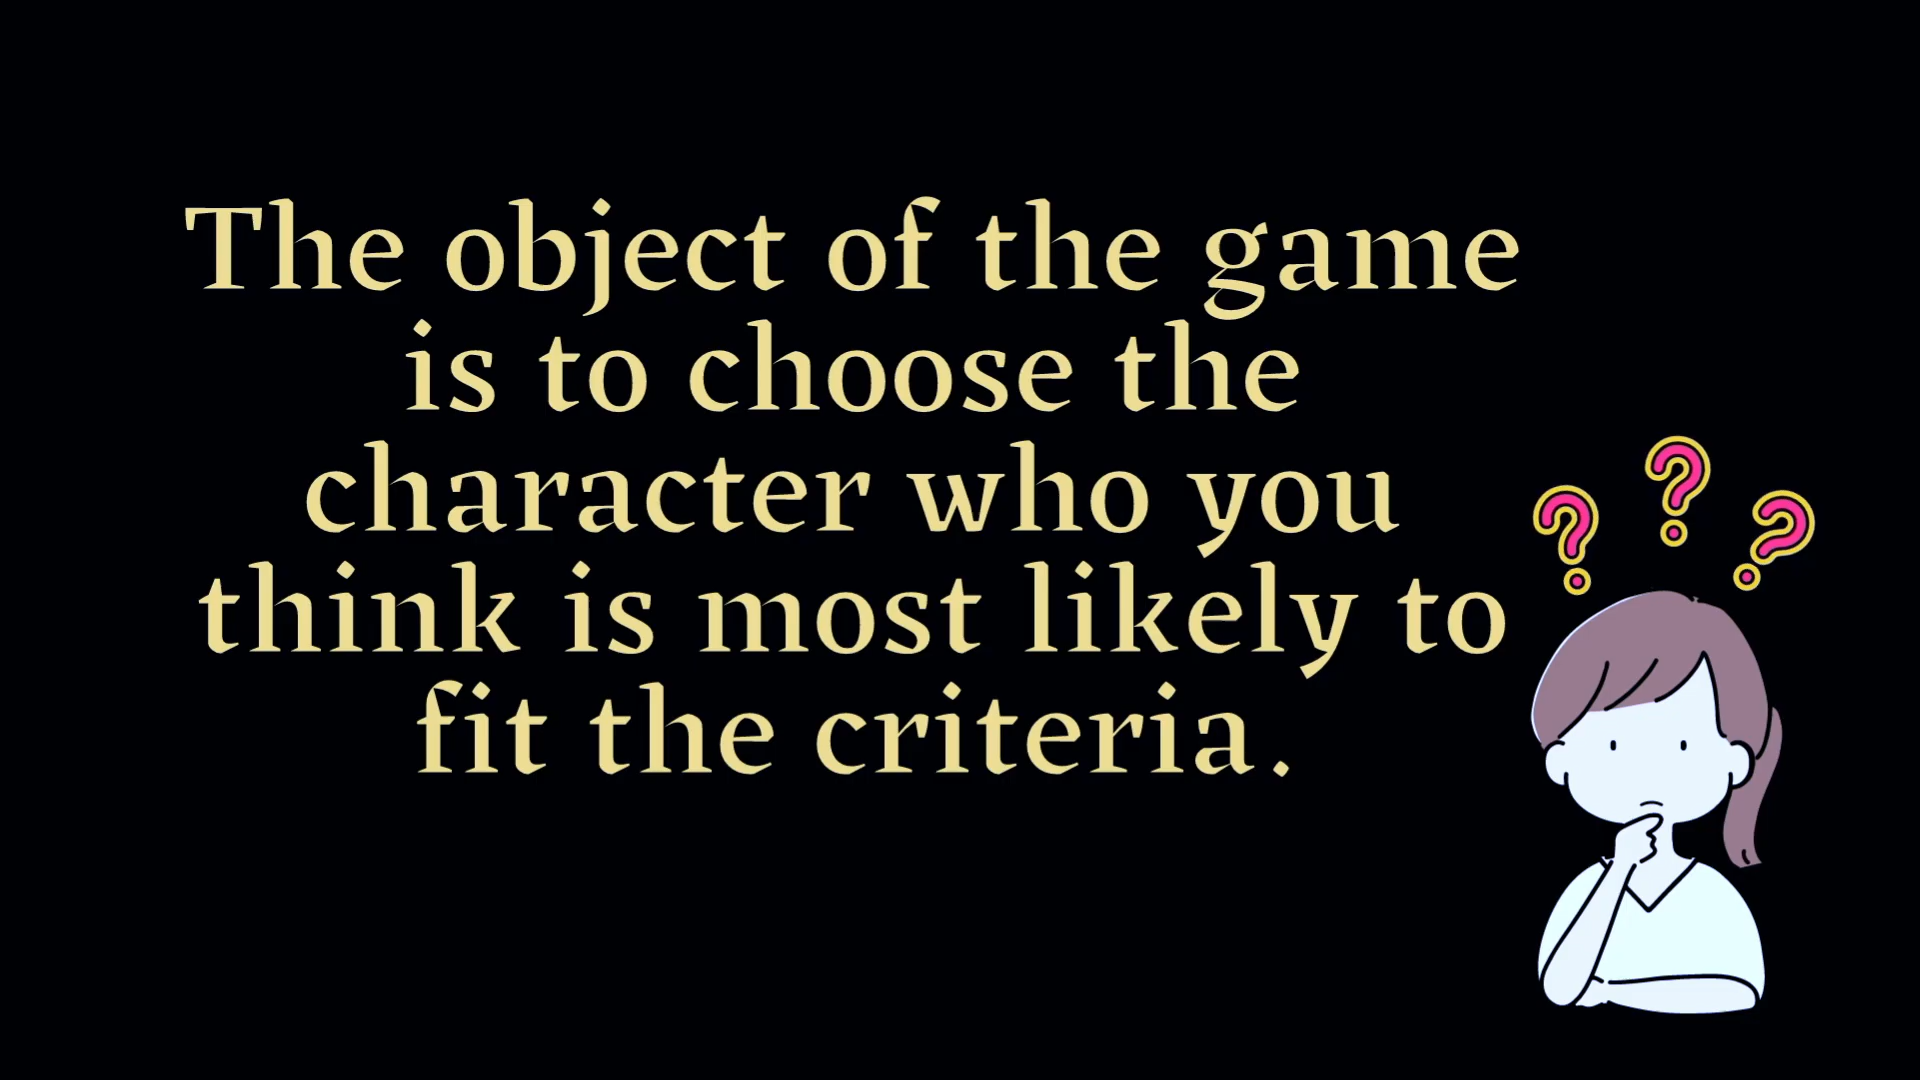 The object of the game
is to choose the
character who you
think is most likely to
fit the criteria.